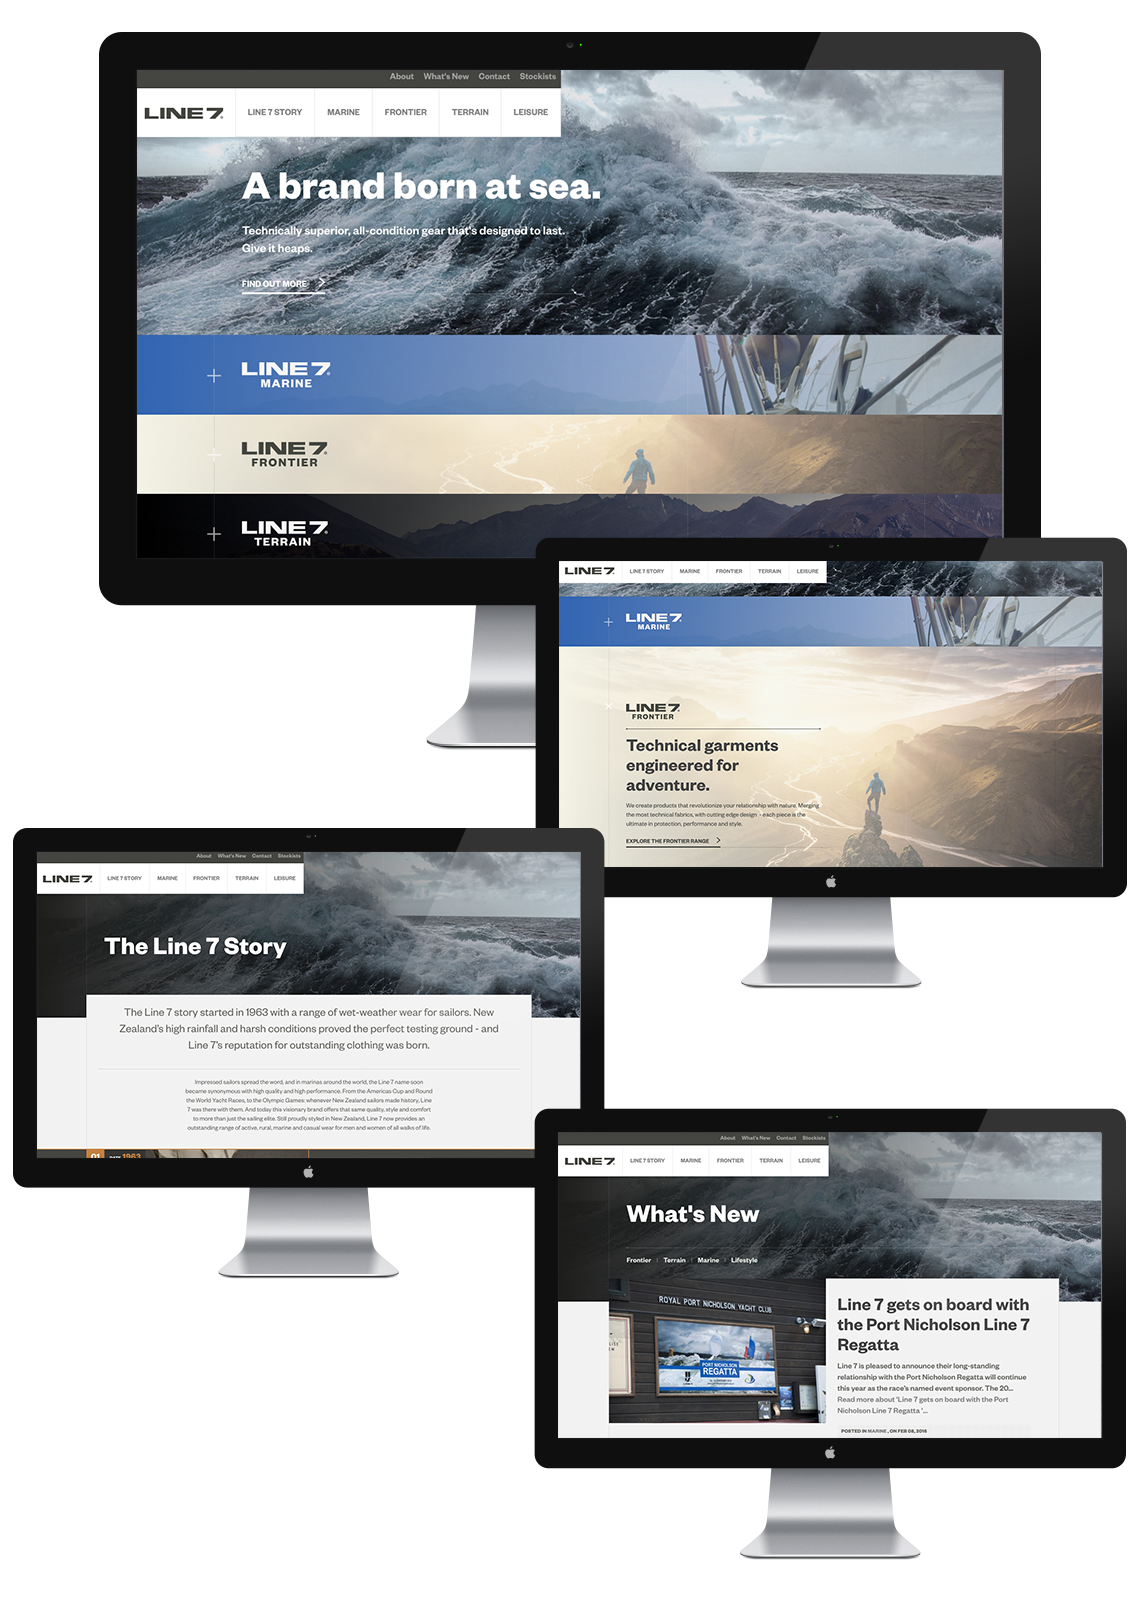 About What's New Contact Stockists
LINE 7 LINE 7 STORY MARINE FRONTIER TERRAIN LEISURE
A brand born at sea.
Technically superior, all-condition gear that's designed to last.
Give it heaps.
FIND OUT MORE
LINE 7
MARINE
LINE 7
FRONTIER
LINE 7
TERRAIN
LINE 7 LINE 7 STORY MARINE FRONTIER TERRAIN LEISURE
LINE 7
MARINE
LINE 7
FRONTIER
Technical garments
engineered for
adventure.
We create products that revolutionize your relationship with nature. Merging
the most technical fabrics, with cutting edge design - each piece is the
ultimate in protection, performance and style.
EXPLORE THE FRONTIER RANGE
About What's New Contact Stockists
LINE 7 LINE 7 STORY MARINE FRONTIER TERRAIN LEISURE
The Line 7 Story
The Line 7 story started in 1963 with a range of wet-weather wear for sailors. New
Zealand's high rainfall and harsh conditions proved the perfect testing ground - and
Line 7's reputation for outstanding clothing was born.
Impressed sailors spread the word, and in marinas around the world, the Line 7 name soon
became synonymous with high quality and high performance. From the Americas Cup and Round
the World Yacht Races, to the Olympic Games: whenever New Zealand sailors made history, Line
7 was there with them. And today this visionary brand offers that same quality, style and comfort
to more than just the sailing elite. Still proudly styled in New Zealand, Line 7 now provides an
outstanding range of active, rural, marine and casual wear for men and women of all walks of life.
01 DATE 1963
About What's New Contact Stockists
LINE 7 LINE 7 STORY MARINE FRONTIER TERRAIN LEISURE
What's New
Frontier Terrain Marine Lifestyle
ROYAL PORT NICHOLSON YACHT CLUB
PORT NICHOLSON
REGATTA
Line 7 gets on board with
the Port Nicholson Line 7
Regatta
Line 7 is pleased to announce their long-standing
relationship with the Port Nicholson Regatta will continue
this year as the race's named event sponsor. The 20...
Read more about 'Line 7 gets on board with the Port
Nicholson Line 7 Regatta '...
POSTED IN MARINE , ON FEB 08, 2016